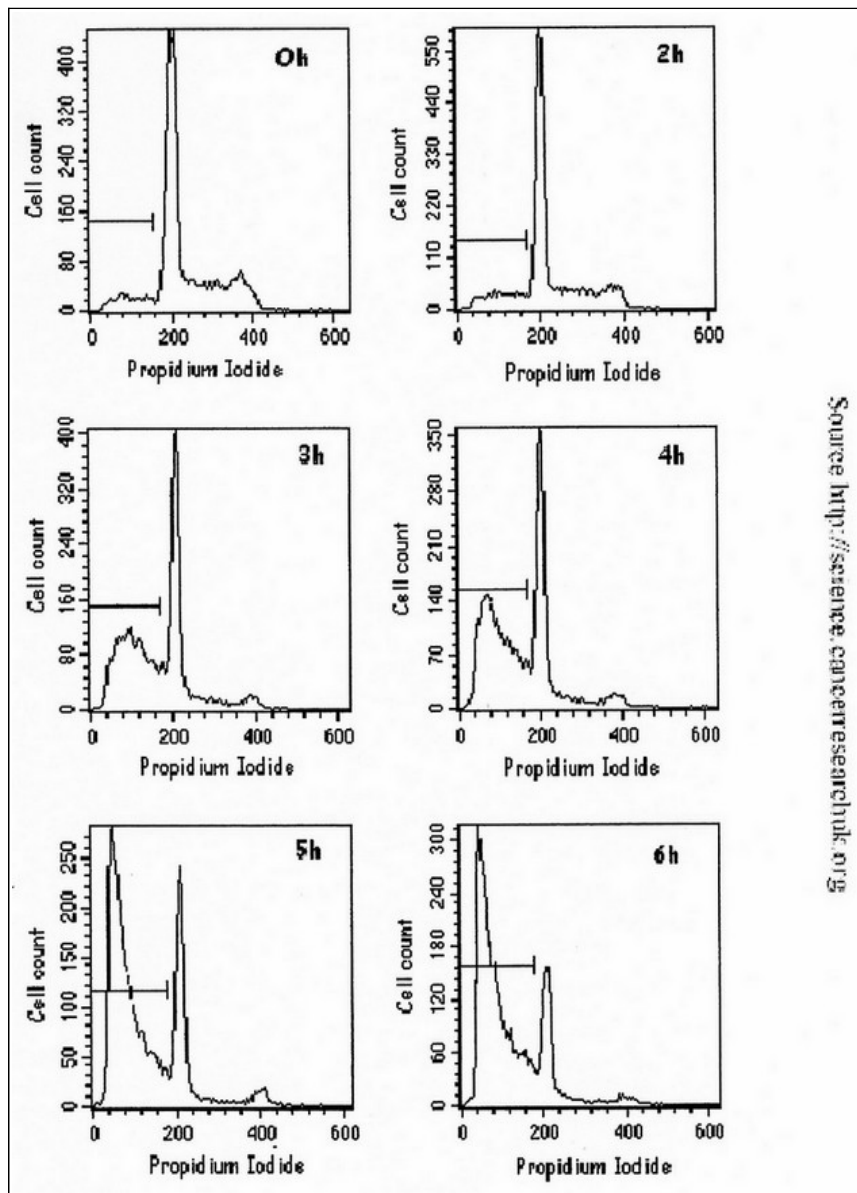 0h
Cell count
400
320
240
160
80
0
0 200 400 600
Propidium Iodide
2h
Cell count
550
440
330
220
110
0
0 200 400 600
Propidium Iodide
3h
Cell count
400
320
240
160
80
0
0 200 400 600
Propidium Iodide
4h
Cell count
350
280
210
140
70
0
0 200 400 600
Propidium Iodide
5h
Cell count
250
200
150
100
50
0
0 200 400 600
Propidium Iodide
6h
Cell count
300
240
180
120
60
0
0 200 400 600
Propidium Iodide
Source http://science.cancerresearchuk.org